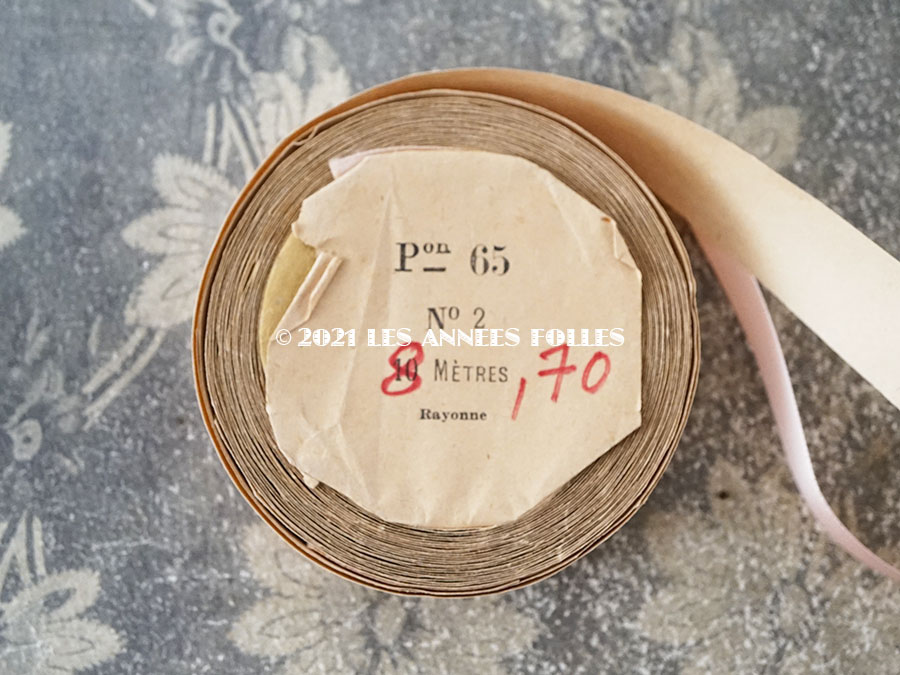 Pon 65
No 2
© 2021 LES ANNEES FOLLES
10 8 MÈTRES ,70
Rayonne